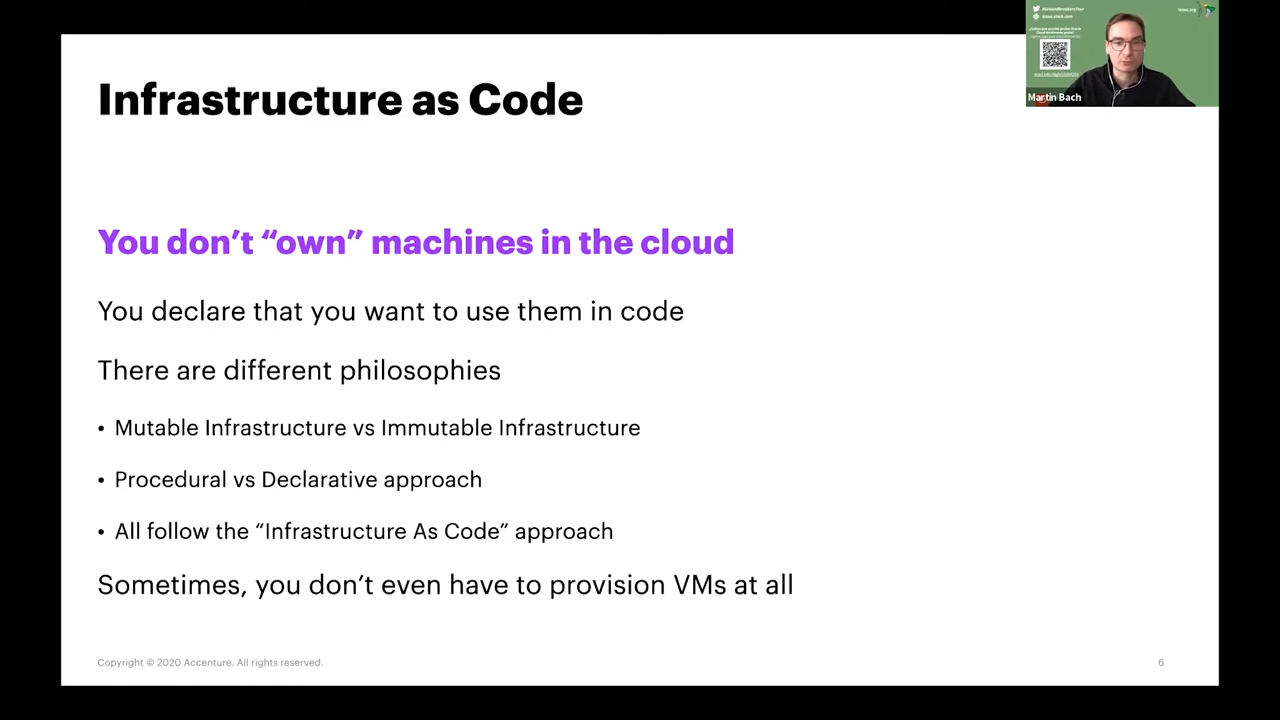 Infrastructure as Code
You don’t “own” machines in the cloud
You declare that you want to use them in code
There are different philosophies
• Mutable Infrastructure vs Immutable Infrastructure
• Procedural vs Declarative approach
• All follow the “Infrastructure As Code” approach
Sometimes, you don’t even have to provision VMs at all
Copyright © 2020 Accenture. All rights reserved.
6
Martin Bach